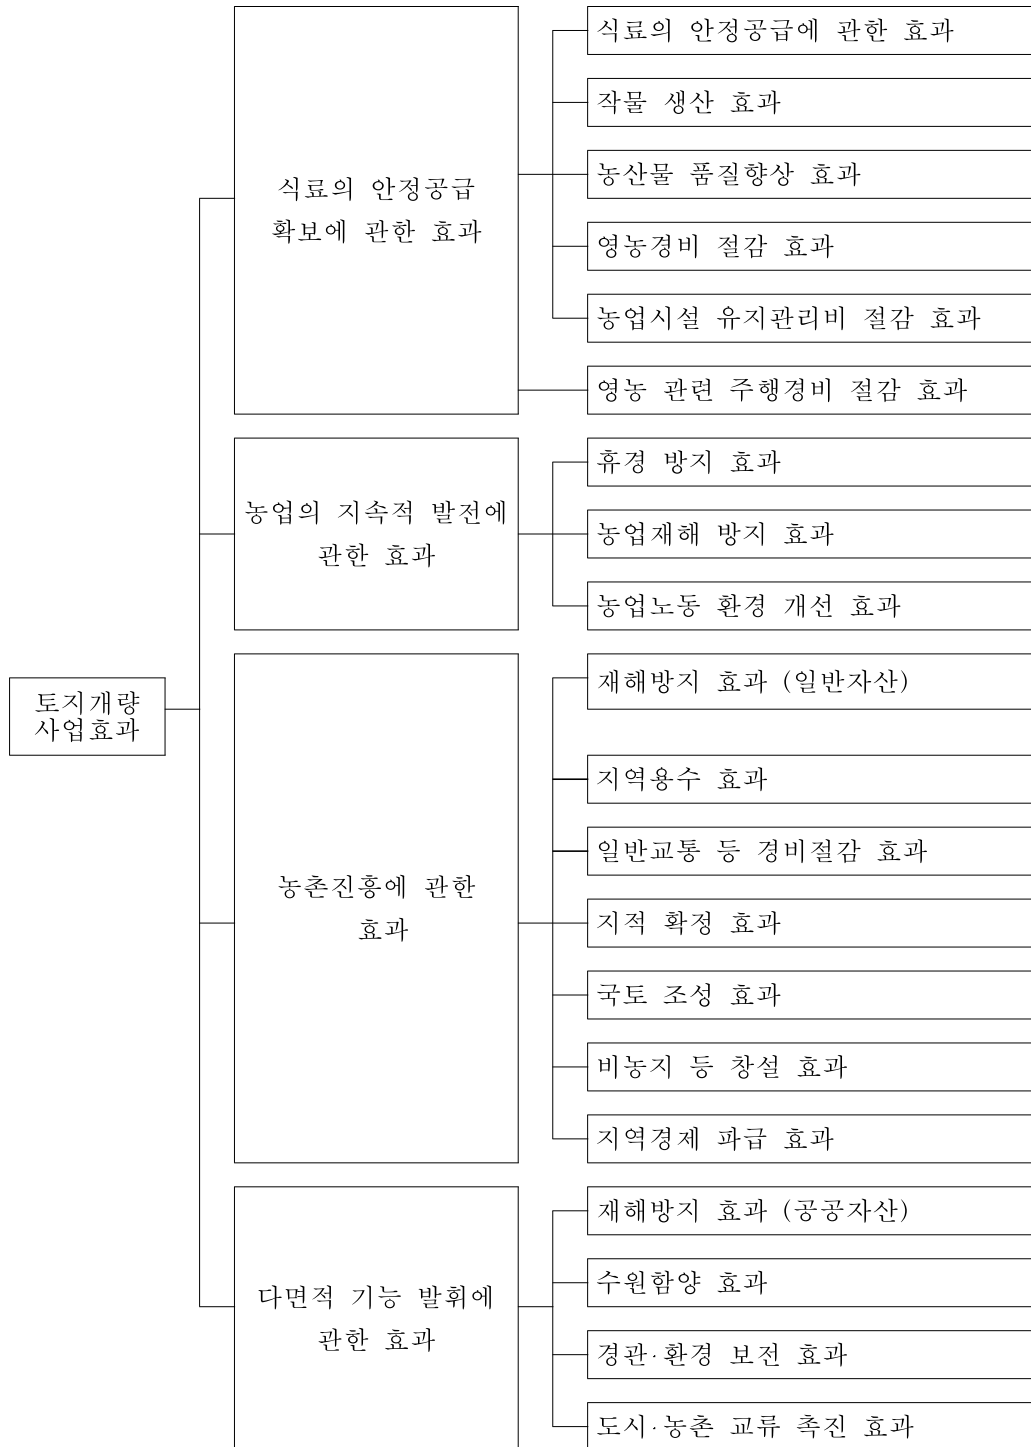 토지개량
사업효과
식료의 안정공급
확보에 관한 효과
식료의 안정공급에 관한 효과
작물 생산 효과
농산물 품질향상 효과
영농경비 절감 효과
농업시설 유지관리비 절감 효과
영농 관련 주행경비 절감 효과
농업의 지속적 발전에
관한 효과
휴경 방지 효과
농업재해 방지 효과
농업노동 환경 개선 효과
농촌진흥에 관한
효과
재해방지 효과 (일반자산)
지역용수 효과
일반교통 등 경비절감 효과
지적 확정 효과
국토 조성 효과
비농지 등 창설 효과
지역경제 파급 효과
다면적 기능 발휘에
관한 효과
재해방지 효과 (공공자산)
수원함양 효과
경관·환경 보전 효과
도시·농촌 교류 촉진 효과